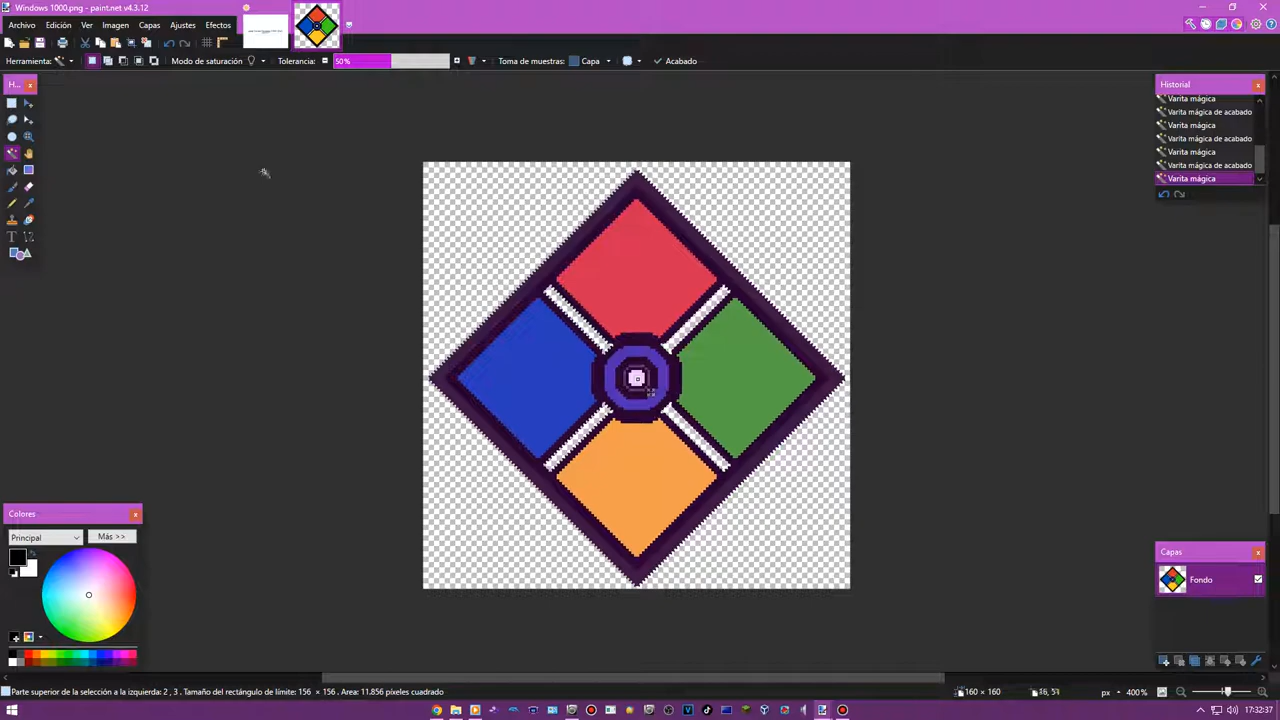 Windows 1000.png - paint.net v4.3.12
Archivo Edición Ver Imagen Capas Ajustes Efectos
Herramienta: Modo de saturación Tolerancia: 50% Toma de muestras: Capa Acabado
H...
Historial
Varita mágica
Varita mágica de acabado
Varita mágica
Varita mágica de acabado
Varita mágica
Varita mágica de acabado
Varita mágica
Colores
Principal Más >>
Capas
Fondo
Parte superior de la selección a la izquierda: 2 , 3 . Tamaño del rectángulo de límite: 156 × 156 . Area: 11.856 píxeles cuadrado
160 × 160
px 400%
17:32:37